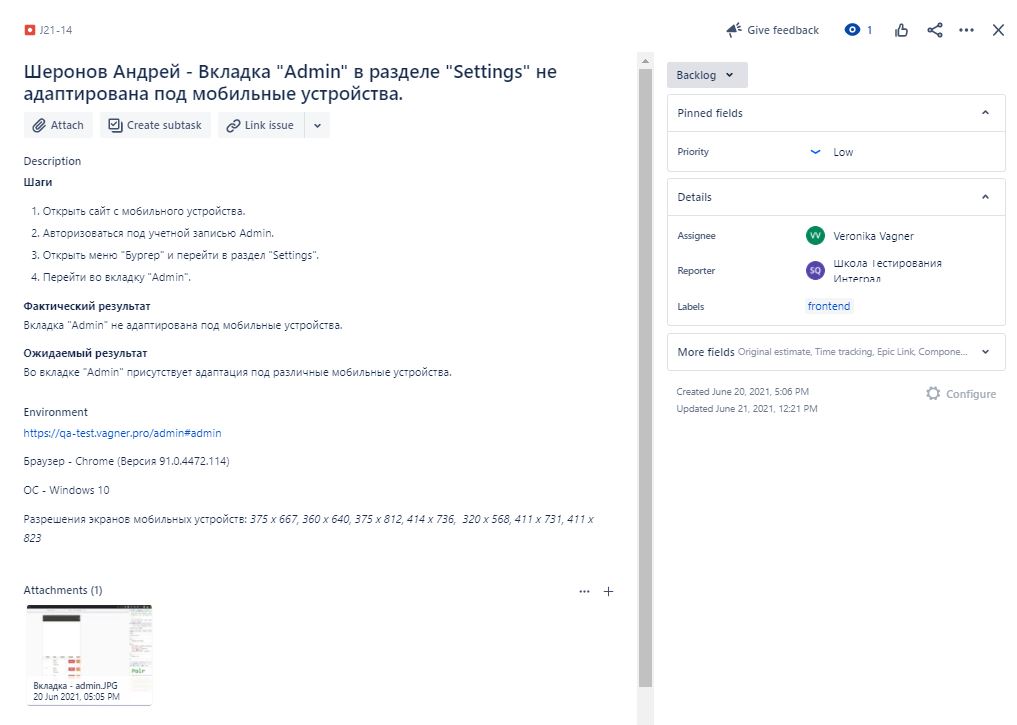 J21-14
Give feedback
1
Шеронов Андрей - Вкладка "Admin" в разделе "Settings" не
адаптирована под мобильные устройства.
Attach
Create subtask
Link issue
Description
Шаги
1. Открыть сайт с мобильного устройства.
2. Авторизоваться под учетной записью Admin.
3. Открыть меню "Бургер" и перейти в раздел "Settings".
4. Перейти во вкладку "Admin".
Фактический результат
Вкладка "Admin" не адаптирована под мобильные устройства.
Ожидаемый результат
Во вкладке "Admin" присутствует адаптация под различные мобильные устройства.
Environment
https://qa-test.vagner.pro/admin#admin
Браузер - Chrome (Версия 91.0.4472.114)
ОС - Windows 10
Разрешения экранов мобильных устройств: 375 x 667, 360 x 640, 375 x 812, 414 x 736, 320 x 568, 411 x 731, 411 x
823
Attachments (1)
Вкладка - admin.JPG
20 Jun 2021, 05:05 PM
Backlog
Pinned fields
Priority
Low
Details
Assignee
VV
Veronika Vagner
Reporter
SQ
Школа Тестирования
Интеграл
Labels
frontend
More fields Original estimate, Time tracking, Epic Link, Compone...
Created June 20, 2021, 5:06 PM
Updated June 21, 2021, 12:21 PM
Configure